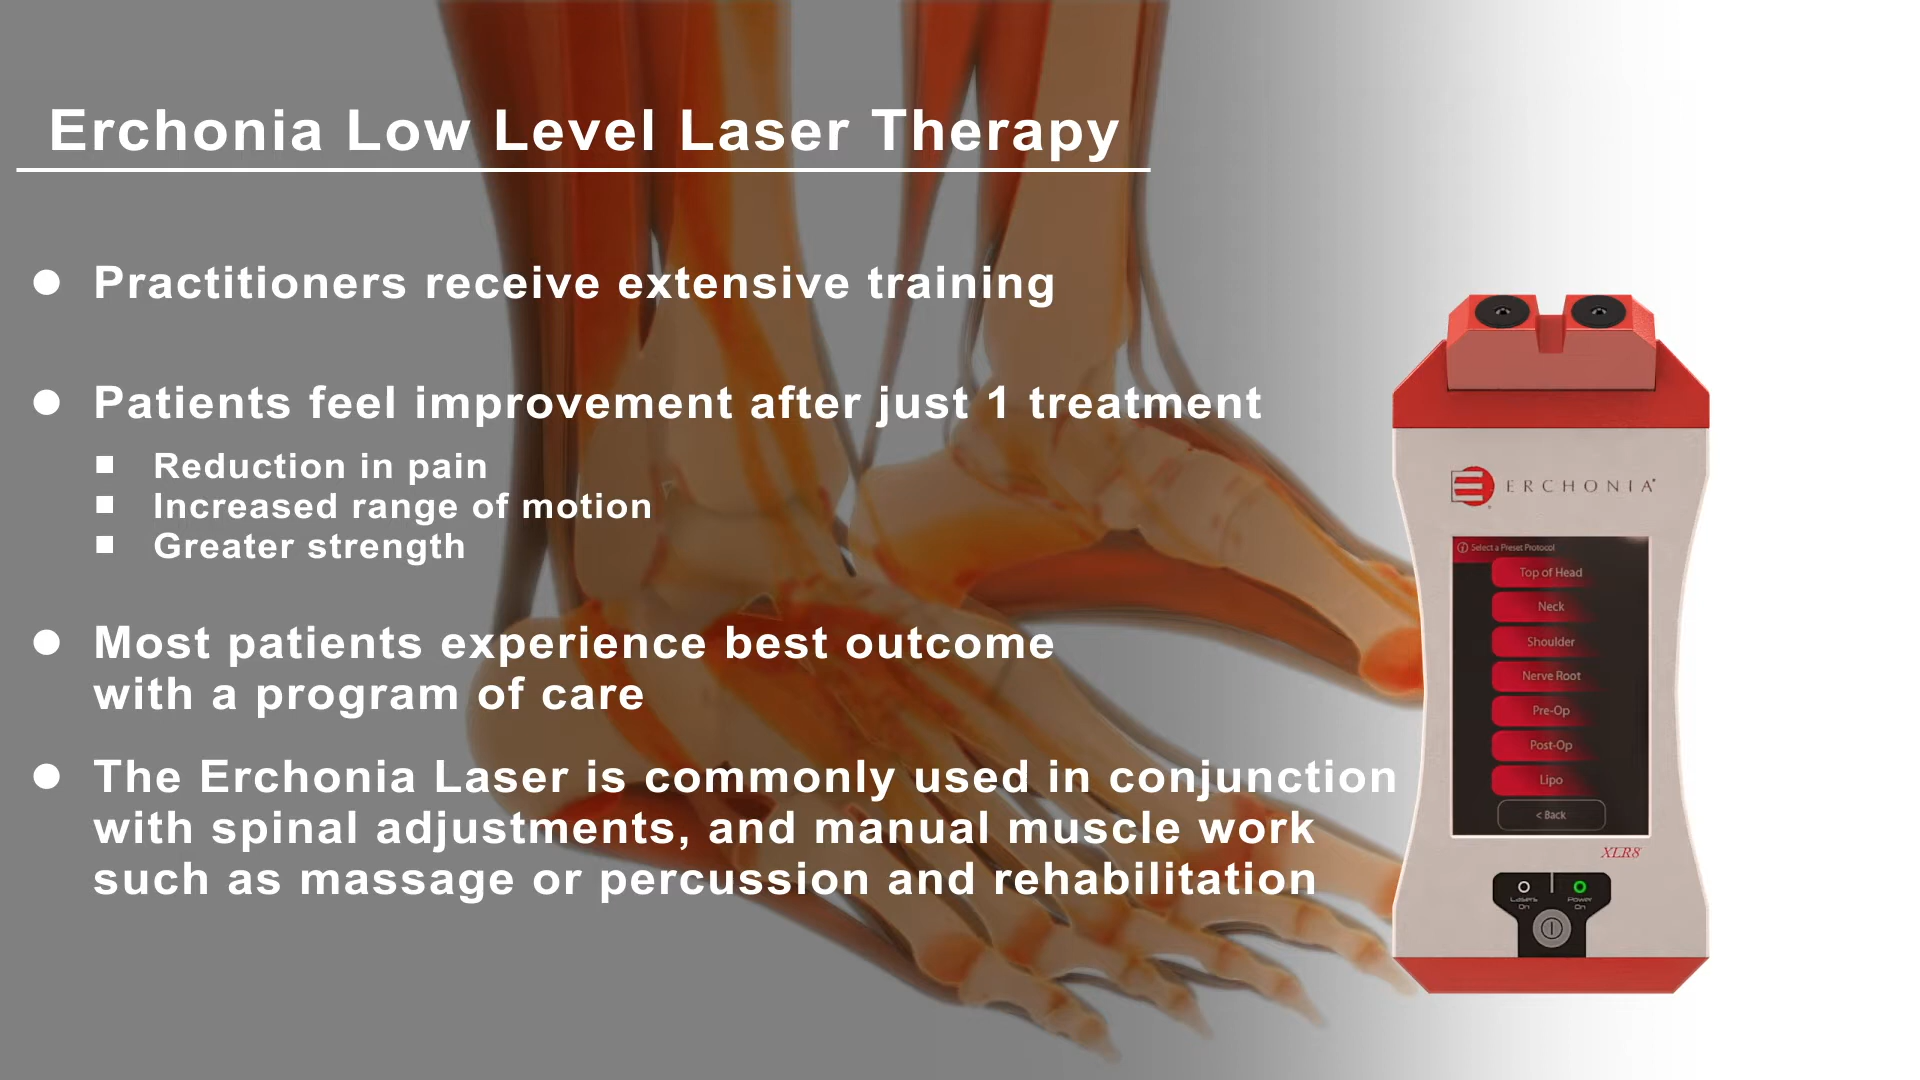 Erchonia Low Level Laser Therapy
● Practitioners receive extensive training
● Patients feel improvement after just 1 treatment
■ Reduction in pain
■ Increased range of motion
■ Greater strength
● Most patients experience best outcome
with a program of care
● The Erchonia Laser is commonly used in conjunction
with spinal adjustments, and manual muscle work
such as massage or percussion and rehabilitation
ERCHONIA
Select a Preset Protocol
Top of Head
Neck
Shoulder
Nerve Root
Pre-Op
Post-Op
Lipo
< Back
XLR8
Lasers On
Power On